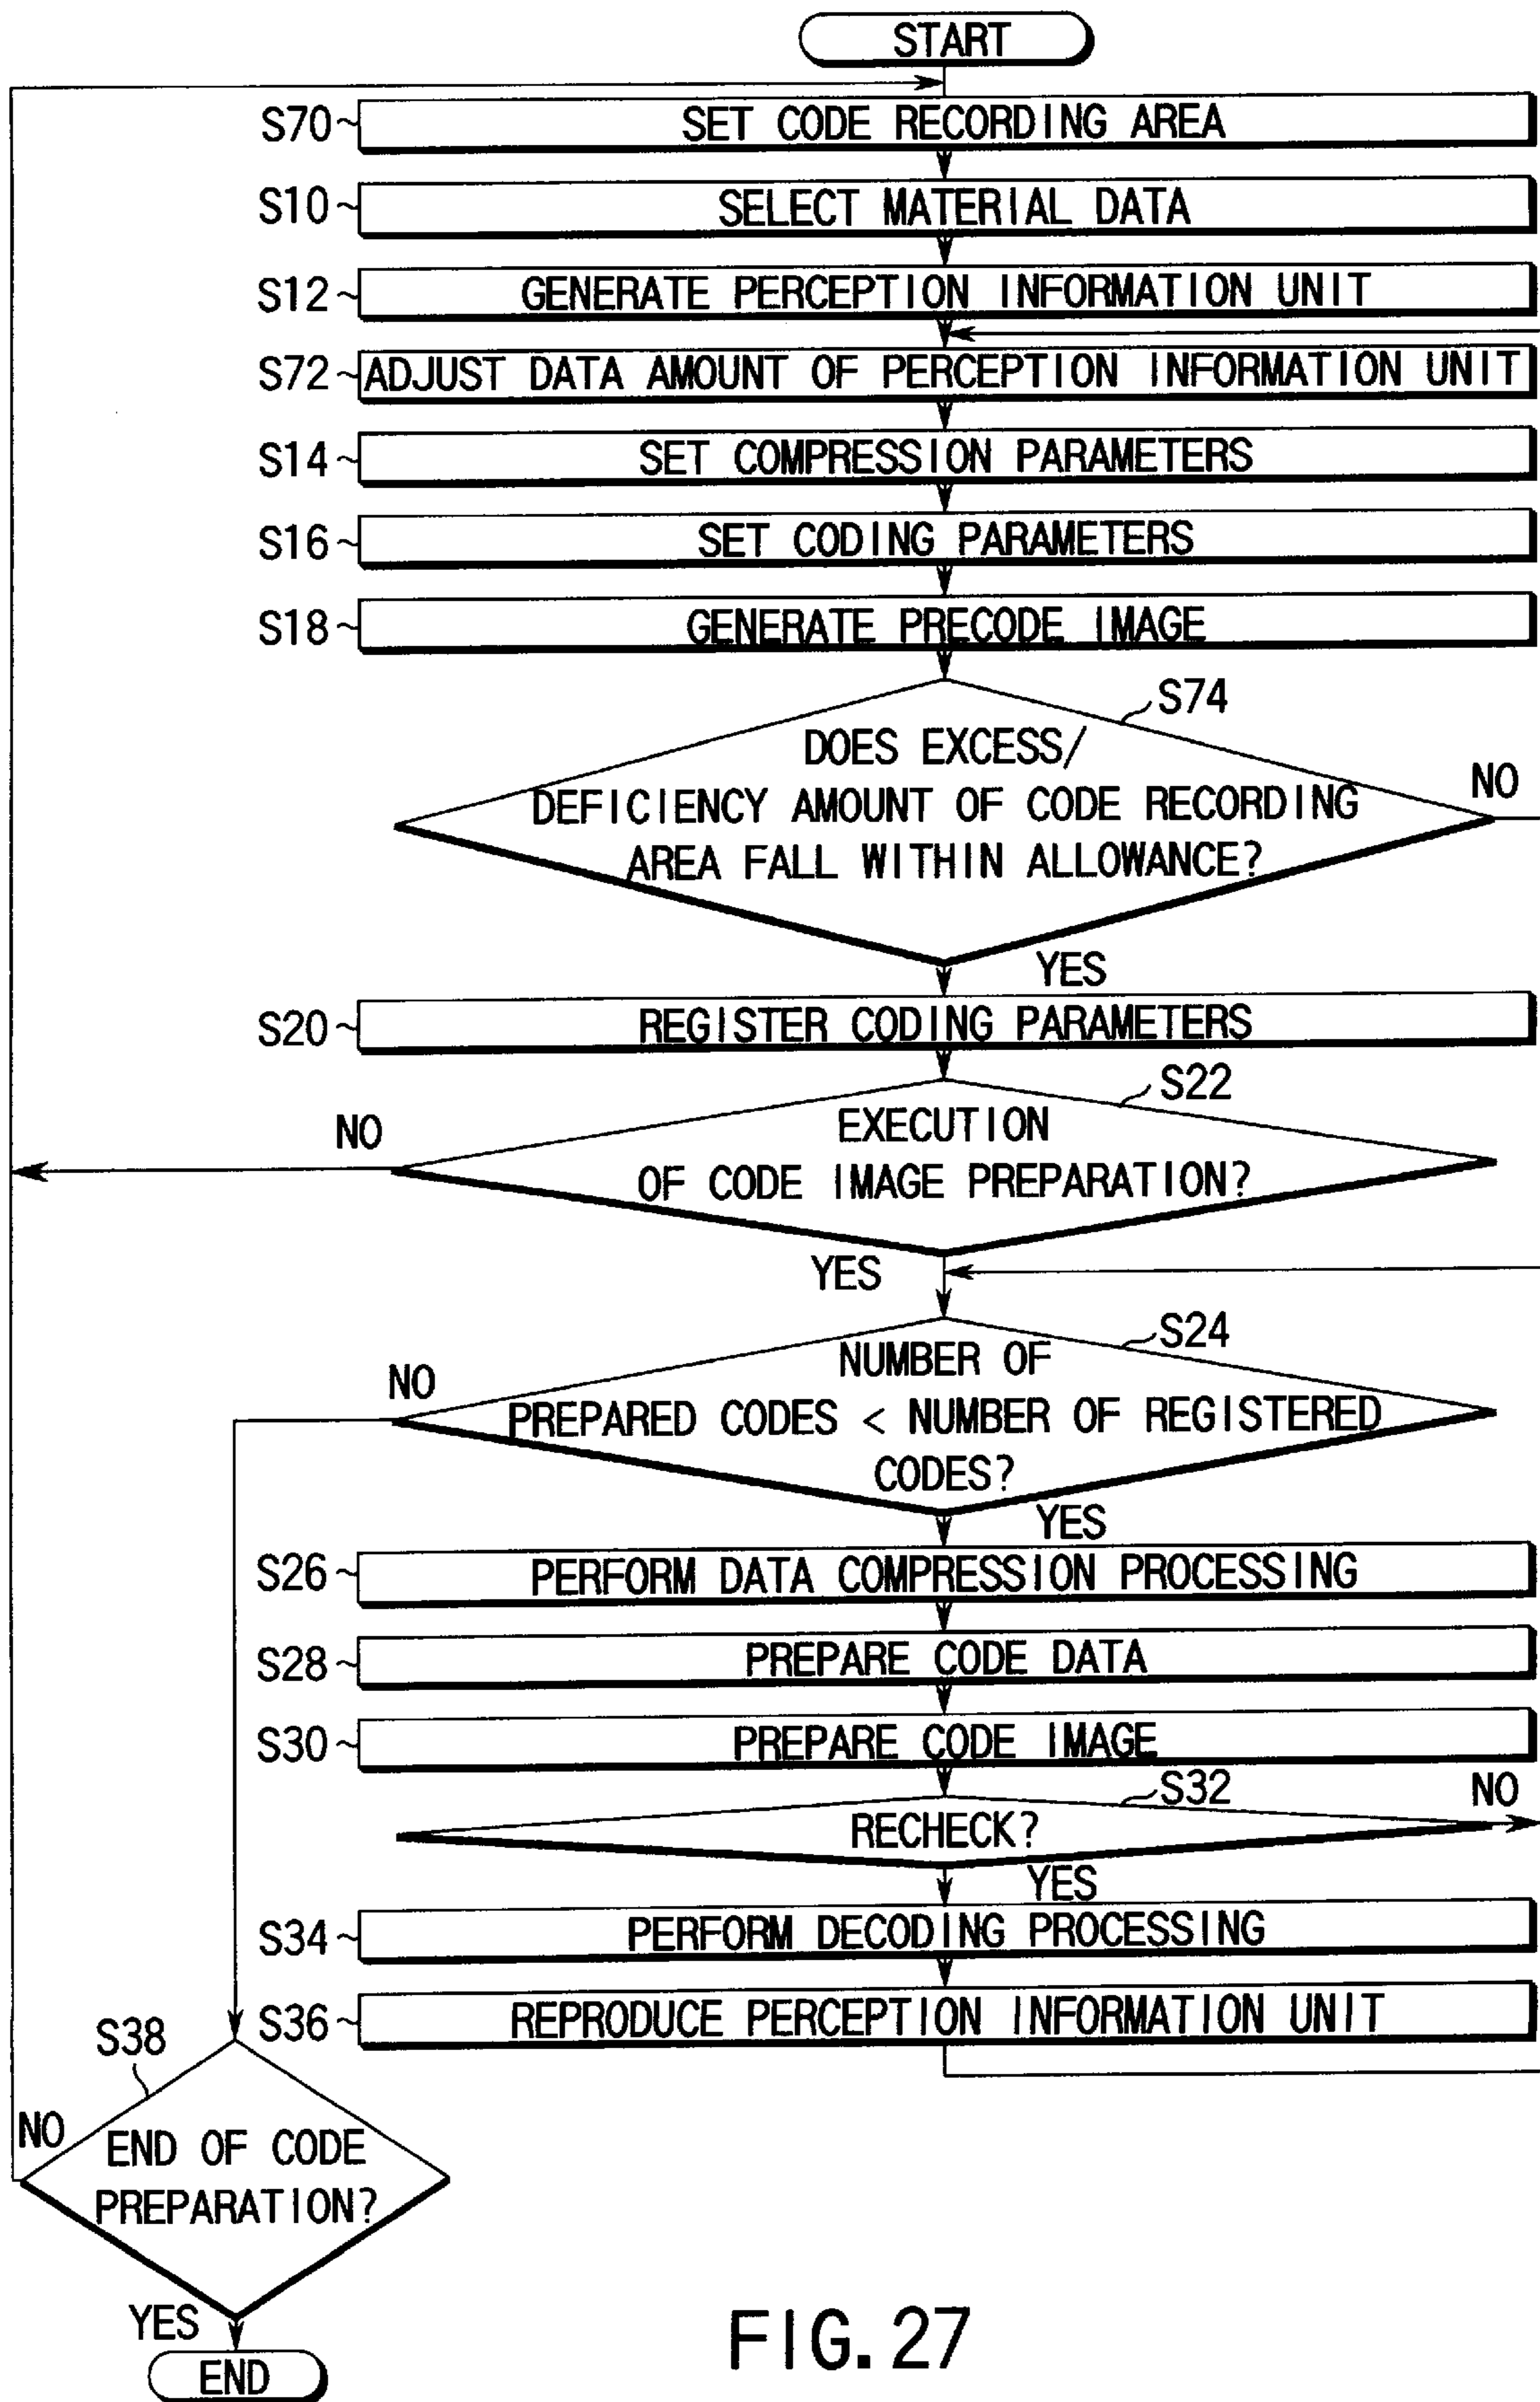 START
S70 SET CODE RECORDING AREA
S10 SELECT MATERIAL DATA
S12 GENERATE PERCEPTION INFORMATION UNIT
S72 ADJUST DATA AMOUNT OF PERCEPTION INFORMATION UNIT
S14 SET COMPRESSION PARAMETERS
S16 SET CODING PARAMETERS
S18 GENERATE PRECODE IMAGE
S74
DOES EXCESS/
DEFICIENCY AMOUNT OF CODE RECORDING
AREA FALL WITHIN ALLOWANCE?
NO
YES
S20 REGISTER CODING PARAMETERS
S22
EXECUTION
OF CODE IMAGE PREPARATION?
NO
YES
S24
NUMBER OF
PREPARED CODES < NUMBER OF REGISTERED
CODES?
NO
YES
S26 PERFORM DATA COMPRESSION PROCESSING
S28 PREPARE CODE DATA
S30 PREPARE CODE IMAGE
S32
RECHECK?
NO
YES
S34 PERFORM DECODING PROCESSING
S36 REPRODUCE PERCEPTION INFORMATION UNIT
S38
END OF CODE
PREPARATION?
NO
YES
END
FIG. 27